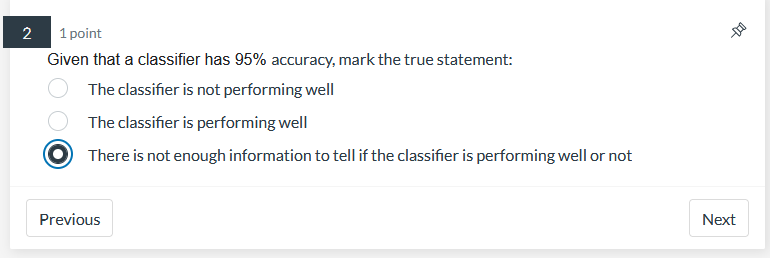 2 1 point
Given that a classifier has 95% accuracy, mark the true statement:
The classifier is not performing well
The classifier is performing well
There is not enough information to tell if the classifier is performing well or not
Previous Next